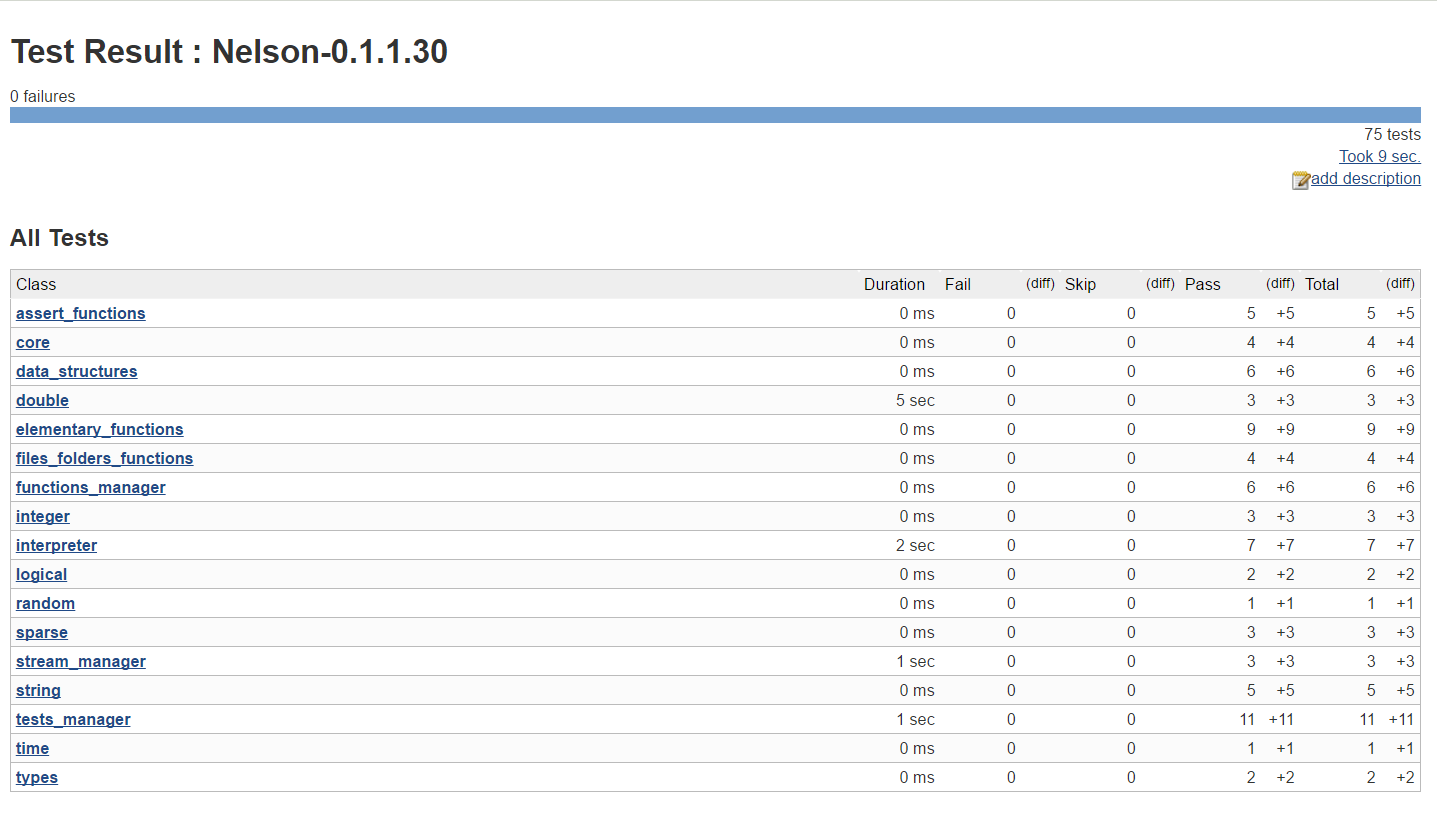 Test Result : Nelson-0.1.1.30
0 failures
75 tests
Took 9 sec.
add description
All Tests
Class Duration Fail (diff) Skip (diff) Pass (diff) Total (diff)
assert_functions 0 ms 0 0 5 +5 5 +5
core 0 ms 0 0 4 +4 4 +4
data_structures 0 ms 0 0 6 +6 6 +6
double 5 sec 0 0 3 +3 3 +3
elementary_functions 0 ms 0 0 9 +9 9 +9
files_folders_functions 0 ms 0 0 4 +4 4 +4
functions_manager 0 ms 0 0 6 +6 6 +6
integer 0 ms 0 0 3 +3 3 +3
interpreter 2 sec 0 0 7 +7 7 +7
logical 0 ms 0 0 2 +2 2 +2
random 0 ms 0 0 1 +1 1 +1
sparse 0 ms 0 0 3 +3 3 +3
stream_manager 1 sec 0 0 3 +3 3 +3
string 0 ms 0 0 5 +5 5 +5
tests_manager 1 sec 0 0 11 +11 11 +11
time 0 ms 0 0 1 +1 1 +1
types 0 ms 0 0 2 +2 2 +2